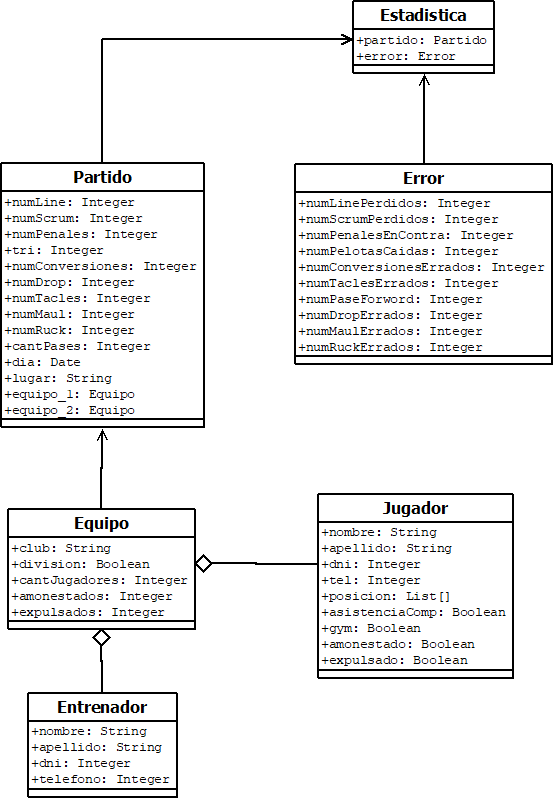 Estadistica
+partido: Partido
+error: Error
Partido
+numLine: Integer
+numScrum: Integer
+numPenales: Integer
+tri: Integer
+numConversiones: Integer
+numDrop: Integer
+numTacles: Integer
+numMaul: Integer
+numRuck: Integer
+cantPases: Integer
+dia: Date
+lugar: String
+equipo_1: Equipo
+equipo_2: Equipo
Error
+numLinePerdidos: Integer
+numScrumPerdidos: Integer
+numPenalesEnContra: Integer
+numPelotasCaidas: Integer
+numConversionesErrados: Integer
+numTaclesErrados: Integer
+numPaseForword: Integer
+numDropErrados: Integer
+numMaulErrados: Integer
+numRuckErrados: Integer
Equipo
+club: String
+division: Boolean
+cantJugadores: Integer
+amonestados: Integer
+expulsados: Integer
Jugador
+nombre: String
+apellido: String
+dni: Integer
+tel: Integer
+posicion: List[]
+asistenciaComp: Boolean
+gym: Boolean
+amonestado: Boolean
+expulsado: Boolean
Entrenador
+nombre: String
+apellido: String
+dni: Integer
+telefono: Integer